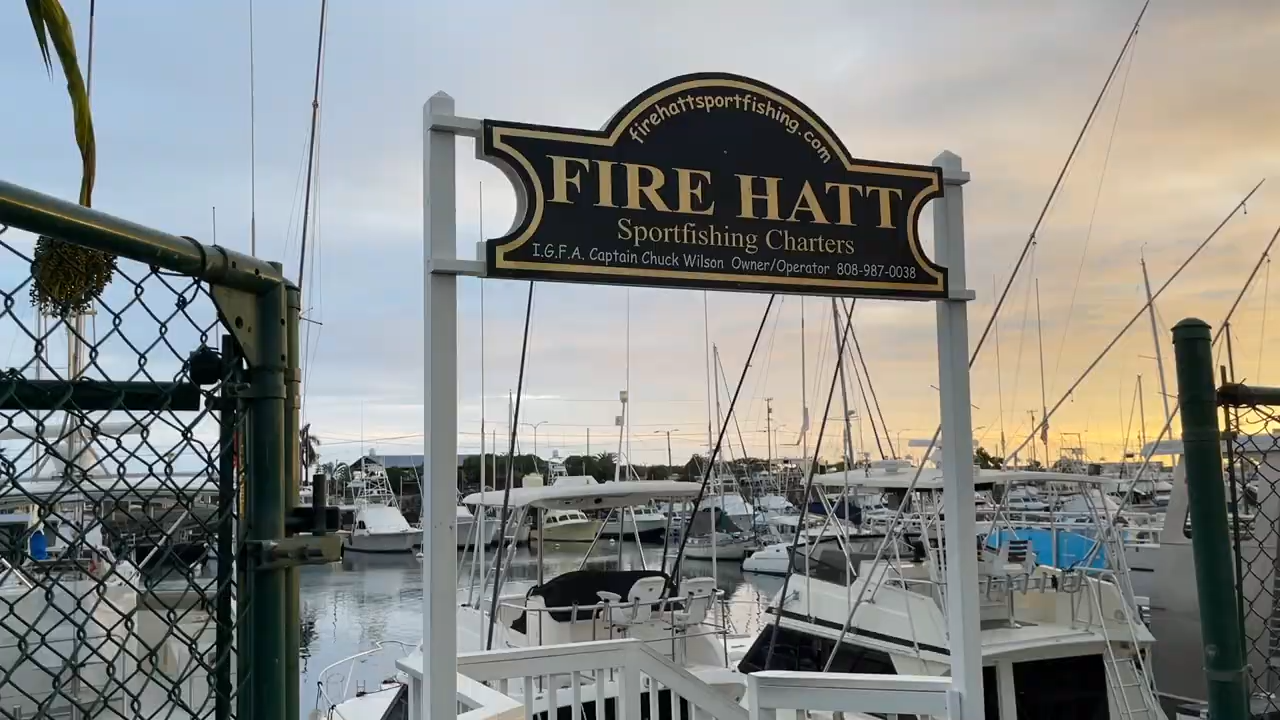 firehattsportfishing.com
FIRE HATT
Sportfishing Charters
I.G.F.A. Captain Chuck Wilson Owner/Operator 808-987-0038